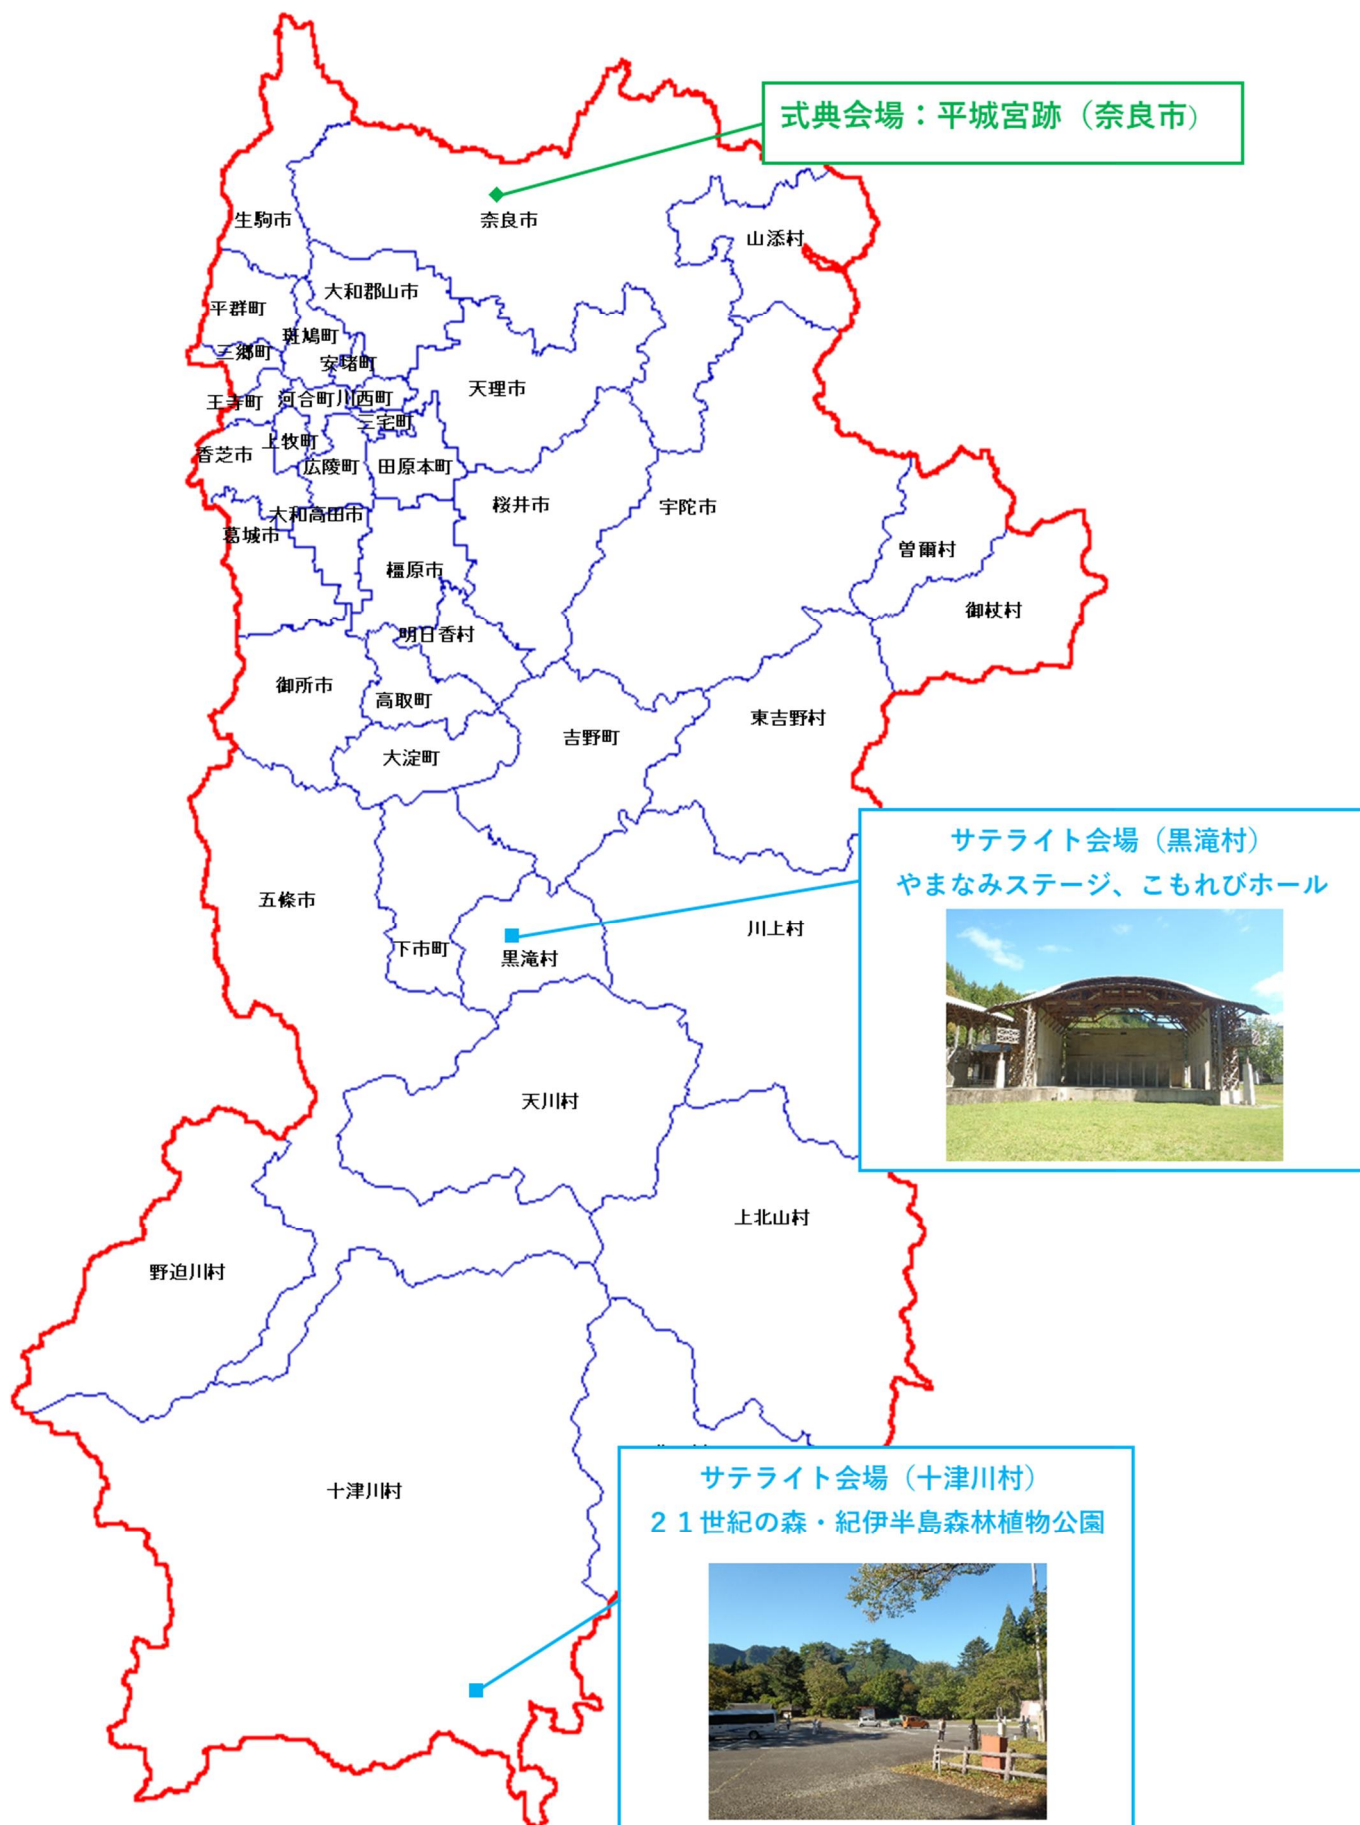 式典会場：平城宮跡（奈良市）
生駒市
奈良市
山添村
平群町
大和郡山市
斑鳩町
三郷町
安堵町
天理市
王寺町
河合町
川西町
三宅町
香芝市
上牧町
広陵町
田原本町
桜井市
宇陀市
大和高田市
葛城市
曽爾村
橿原市
御杖村
明日香村
御所市
高取町
東吉野村
吉野町
大淀町
サテライト会場（黒滝村）
やまなみステージ、こもれびホール
五條市
下市町
黒滝村
川上村
天川村
上北山村
野迫川村
十津川村
サテライト会場（十津川村）
２１世紀の森・紀伊半島森林植物公園